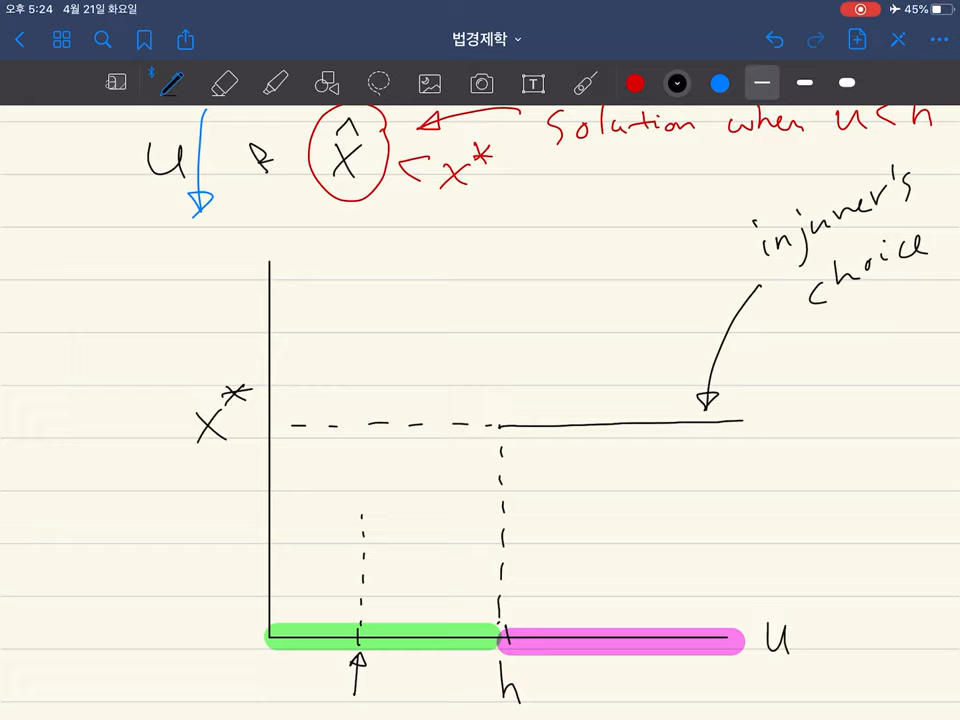 오후 5:24 4월 21일 화요일
45%
법경제학
T
solution when u < h
u & x̂
< x*
injurer's
choice
x*
u
h